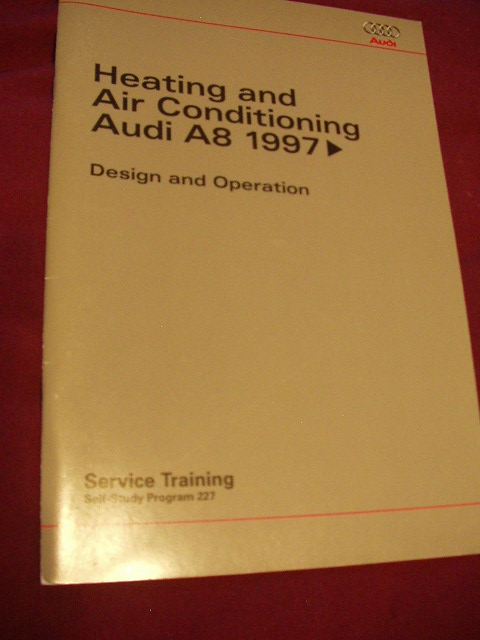 Audi
Heating and
Air Conditioning
Audi A8 1997▶
Design and Operation
Service Training
Self-Study Program 227